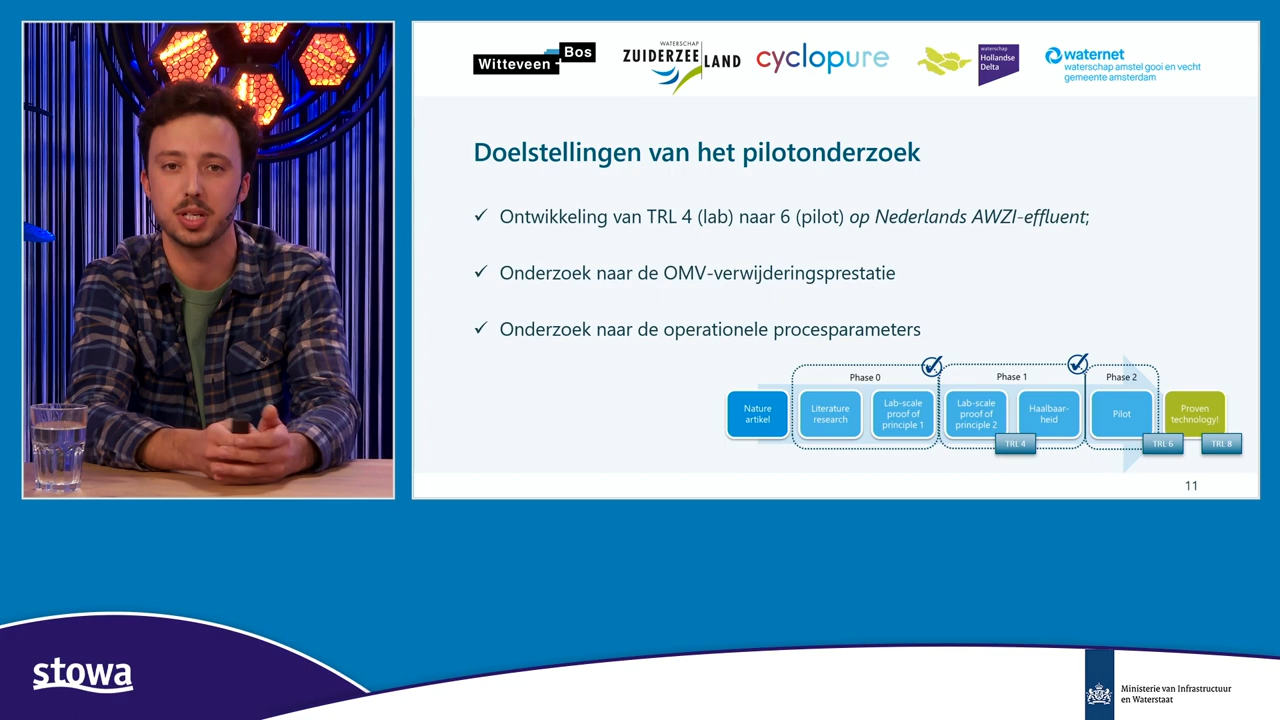 Witteveen
Bos
WATERSCHAP
ZUIDERZEELAND
cyclopure
waterschap
Hollandse
Delta
waternet
waterschap amstel gooi en vecht
gemeente amsterdam
Doelstellingen van het pilotonderzoek
✓ Ontwikkeling van TRL 4 (lab) naar 6 (pilot) op Nederlands AWZI-effluent;
✓ Onderzoek naar de OMV-verwijderingsprestatie
✓ Onderzoek naar de operationele procesparameters
Phase 0
Phase 1
Phase 2
Nature
artikel
Literature
research
Lab-scale
proof of
principle 1
Lab-scale
proof of
principle 2
Haalbaar-
heid
Pilot
Proven
technology!
TRL 4
TRL 6
TRL 8
11
stowa
Ministerie van Infrastructuur
en Waterstaat